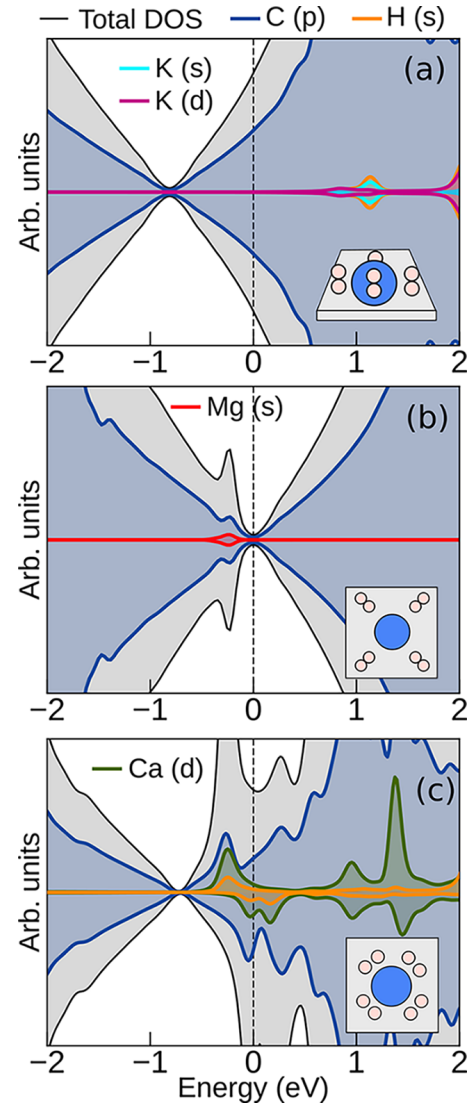 Total DOS C (p) H (s)
K (s)
K (d)
(a)
Arb. units
−2 −1 0 1 2
Mg (s)
(b)
Arb. units
−2 −1 0 1 2
Ca (d)
(c)
Arb. units
−2 −1 0 1 2
Energy (eV)